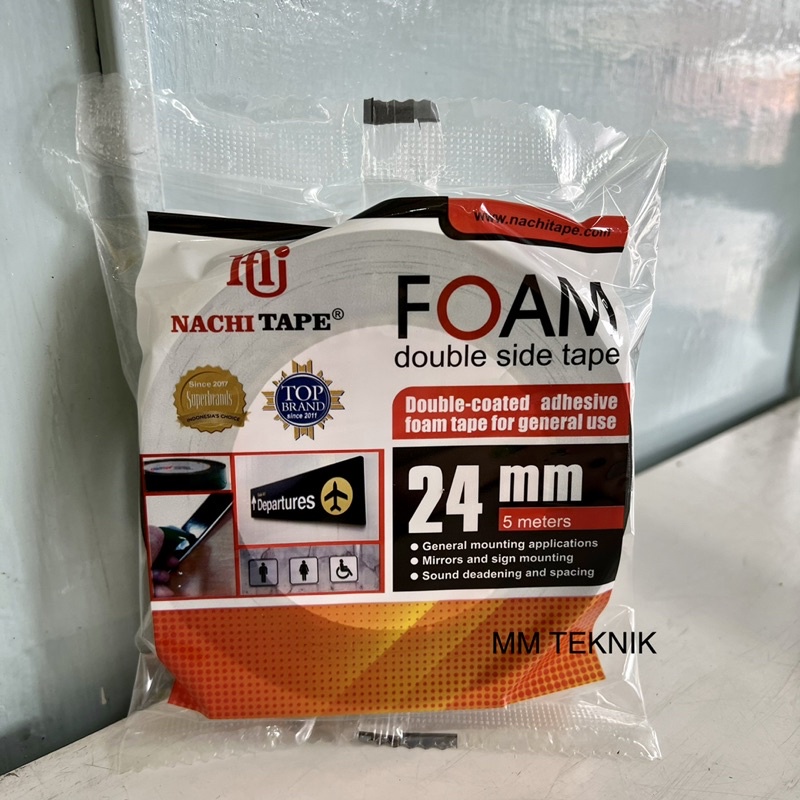 www.nachitape.com
NACHI TAPE®
FOAM
double side tape
Since 2017
Superbrands
INDONESIA'S CHOICE
TOP
BRAND
since 2011
Double-coated adhesive
foam tape for general use
Departures
24 mm
5 meters
General mounting applications
Mirrors and sign mounting
Sound deadening and spacing
MM TEKNIK